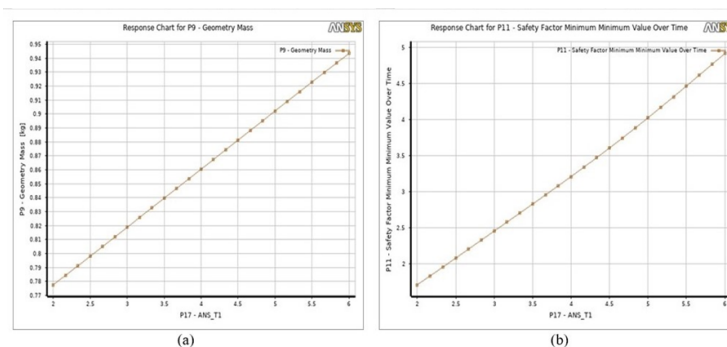 Response Chart for P9 - Geometry Mass
ANSYS
P9 - Geometry Mass
0.95
0.94
0.93
0.92
0.91
0.9
0.89
0.88
0.87
0.86
0.85
0.84
0.83
0.82
0.81
0.8
0.79
0.78
0.77
P9 - Geometry Mass [kg]
2 2.5 3 3.5 4 4.5 5 5.5 6
P17 - ANS_T1
(a)
Response Chart for P11 - Safety Factor Minimum Minimum Value Over Time
ANSYS
P11 - Safety Factor Minimum Minimum Value Over Time
5
4.5
4
3.5
3
2.5
2
P11 - Safety Factor Minimum Minimum Value Over Time
2 2.5 3 3.5 4 4.5 5 5.5 6
P17 - ANS_T1
(b)